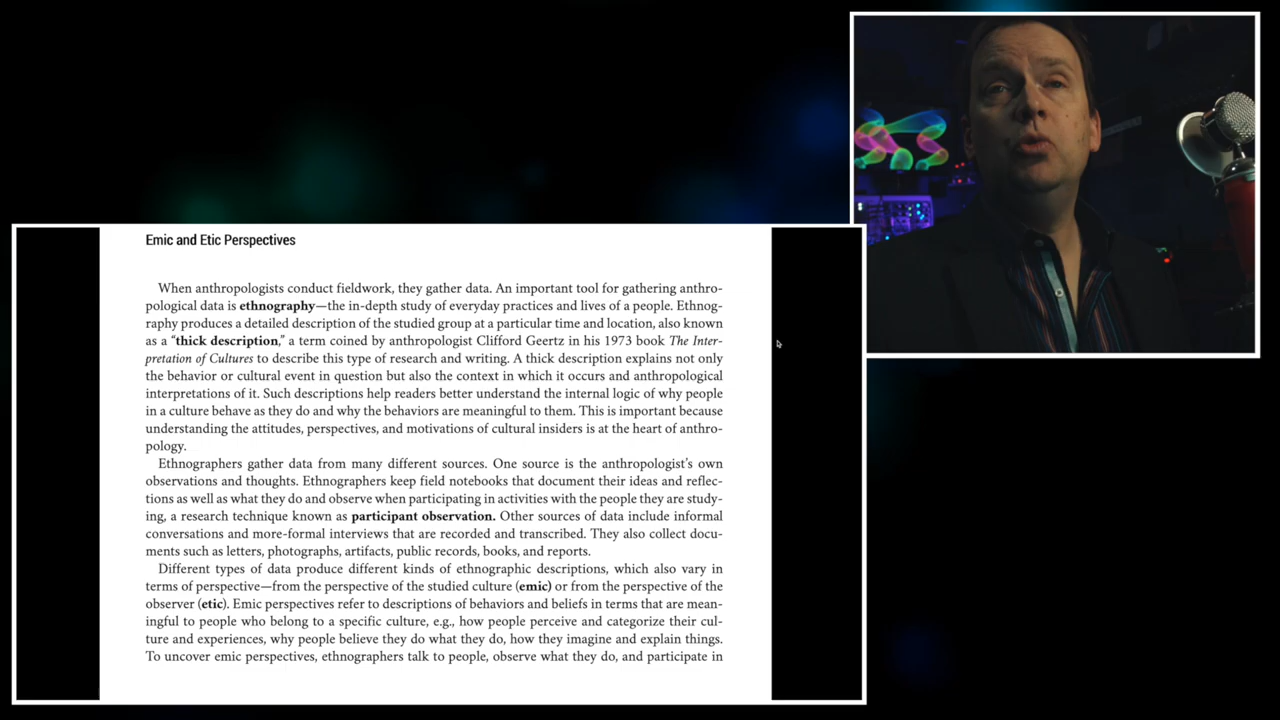 Emic and Etic Perspectives
When anthropologists conduct fieldwork, they gather data. An important tool for gathering anthro-
pological data is ethnography—the in-depth study of everyday practices and lives of a people. Ethnog-
raphy produces a detailed description of the studied group at a particular time and location, also known
as a “thick description,” a term coined by anthropologist Clifford Geertz in his 1973 book The Inter-
pretation of Cultures to describe this type of research and writing. A thick description explains not only
the behavior or cultural event in question but also the context in which it occurs and anthropological
interpretations of it. Such descriptions help readers better understand the internal logic of why people
in a culture behave as they do and why the behaviors are meaningful to them. This is important because
understanding the attitudes, perspectives, and motivations of cultural insiders is at the heart of anthro-
pology.
Ethnographers gather data from many different sources. One source is the anthropologist’s own
observations and thoughts. Ethnographers keep field notebooks that document their ideas and reflec-
tions as well as what they do and observe when participating in activities with the people they are study-
ing, a research technique known as participant observation. Other sources of data include informal
conversations and more-formal interviews that are recorded and transcribed. They also collect docu-
ments such as letters, photographs, artifacts, public records, books, and reports.
Different types of data produce different kinds of ethnographic descriptions, which also vary in
terms of perspective—from the perspective of the studied culture (emic) or from the perspective of the
observer (etic). Emic perspectives refer to descriptions of behaviors and beliefs in terms that are mean-
ingful to people who belong to a specific culture, e.g., how people perceive and categorize their cul-
ture and experiences, why people believe they do what they do, how they imagine and explain things.
To uncover emic perspectives, ethnographers talk to people, observe what they do, and participate in